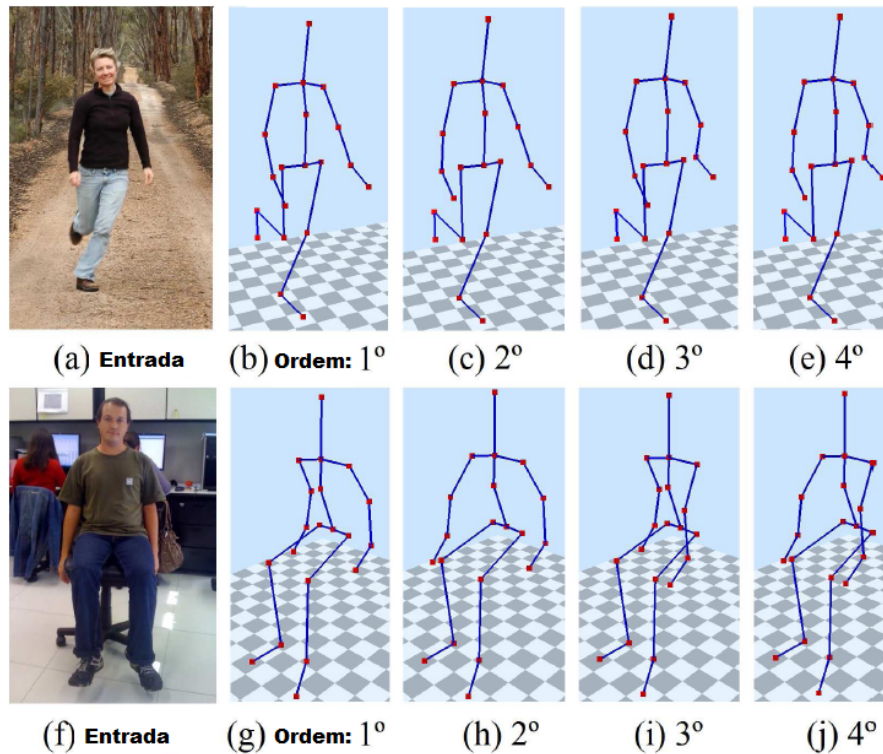 (a) Entrada
(b) Ordem: 1º
(c) 2º
(d) 3º
(e) 4º
(f) Entrada
(g) Ordem: 1º
(h) 2º
(i) 3º
(j) 4º